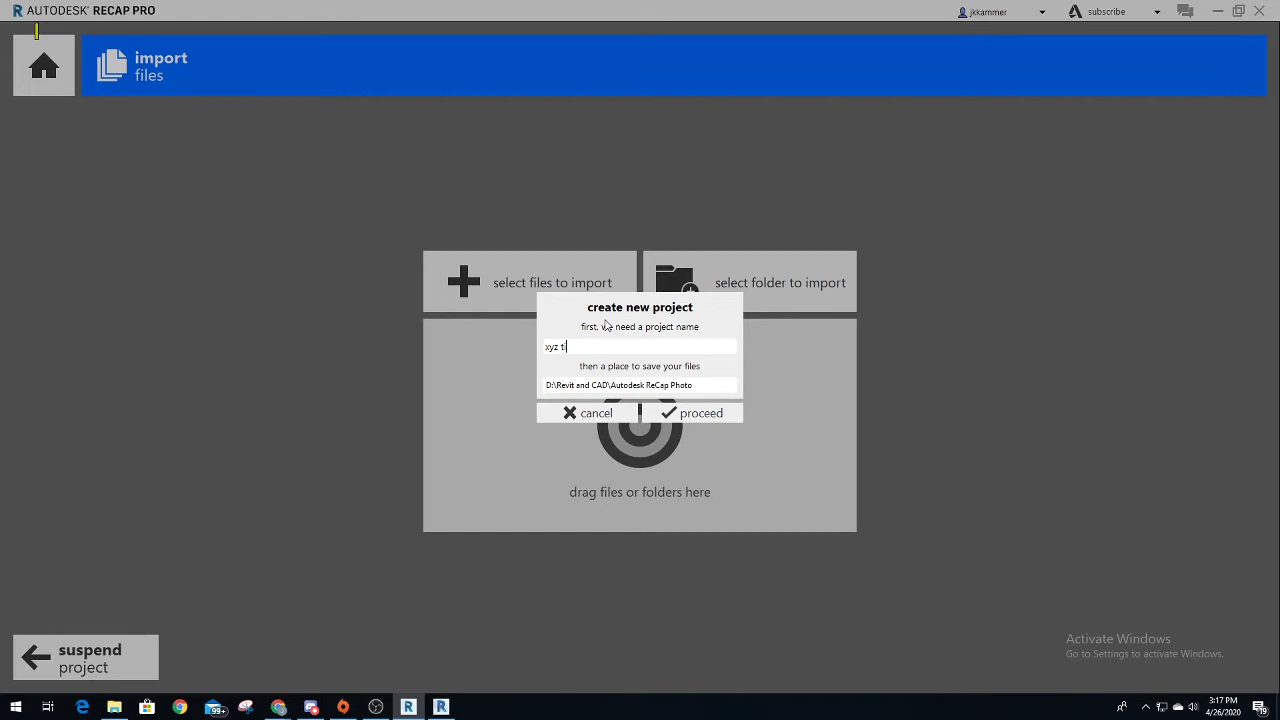 R AUTODESK® RECAP PRO
jkkammer
subscribe
import
files
select files to import
select folder to import
create new project
first, we need a project name
xyz ti
then a place to save your files
D:\Revit and CAD\Autodesk ReCap Photo
cancel
proceed
drag files or folders here
suspend
project
Activate Windows
Go to Settings to activate Windows.
99+
R
R
3:17 PM
4/26/2020
19